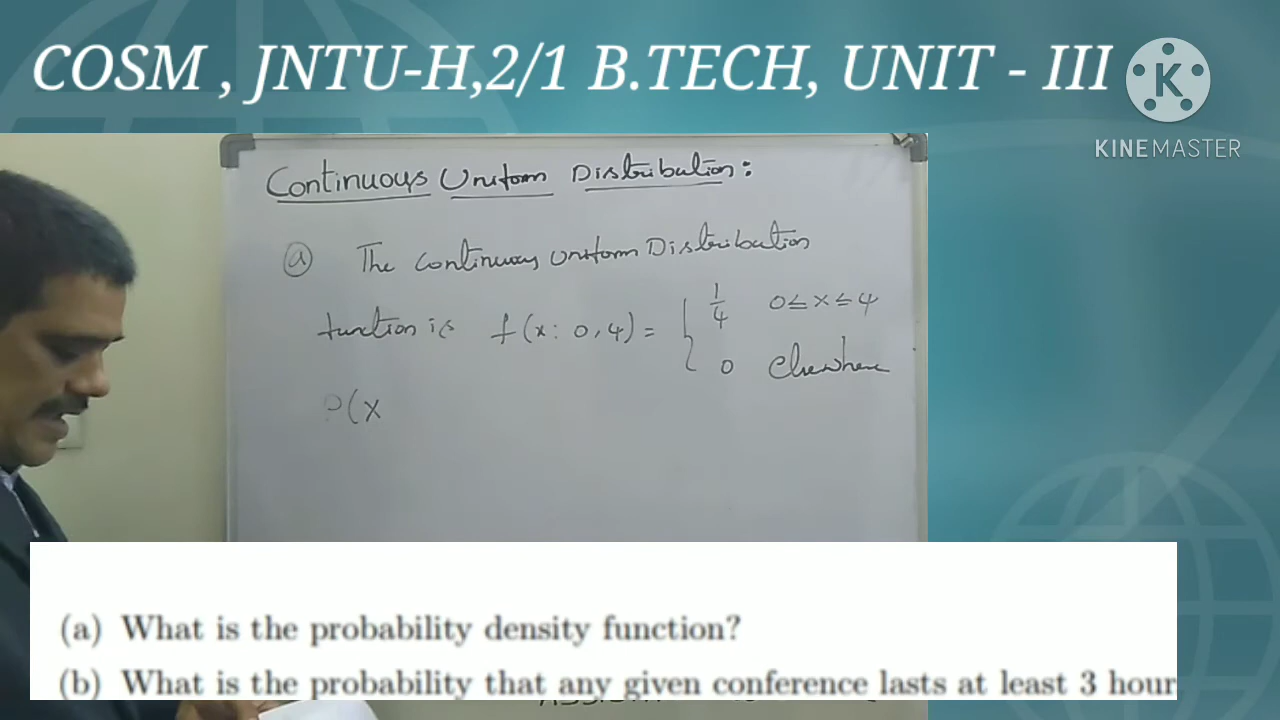 COSM , JNTU-H,2/1 B.TECH, UNIT - III
K
KINEMASTER
Continuous Uniform Distribution:
(a) The continuous uniform Distribution
function is f(x: 0,4) = { 1/4 0≤x≤4
0 Elsewhere
P(x
(a) What is the probability density function?
(b) What is the probability that any given conference lasts at least 3 hour